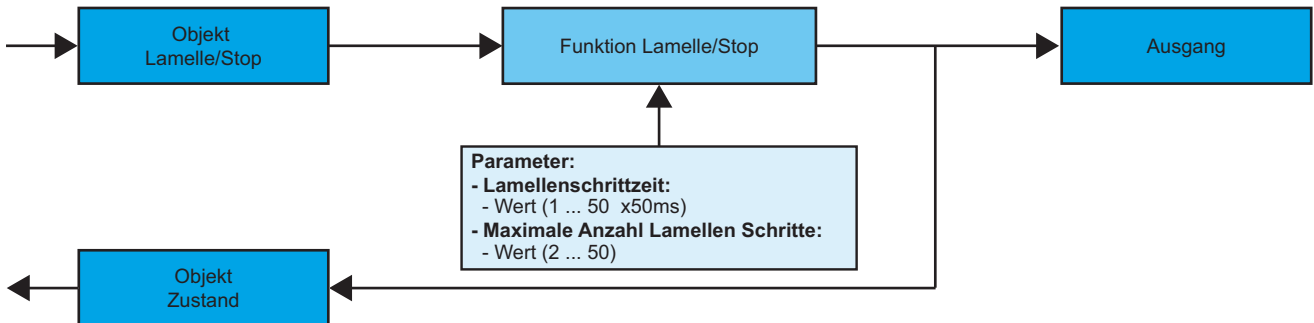 Objekt
Lamelle/Stop
Funktion Lamelle/Stop
Ausgang
Parameter:
- Lamellenschrittzeit:
- Wert (1 ... 50 x50ms)
- Maximale Anzahl Lamellen Schritte:
- Wert (2 ... 50)
Objekt
Zustand